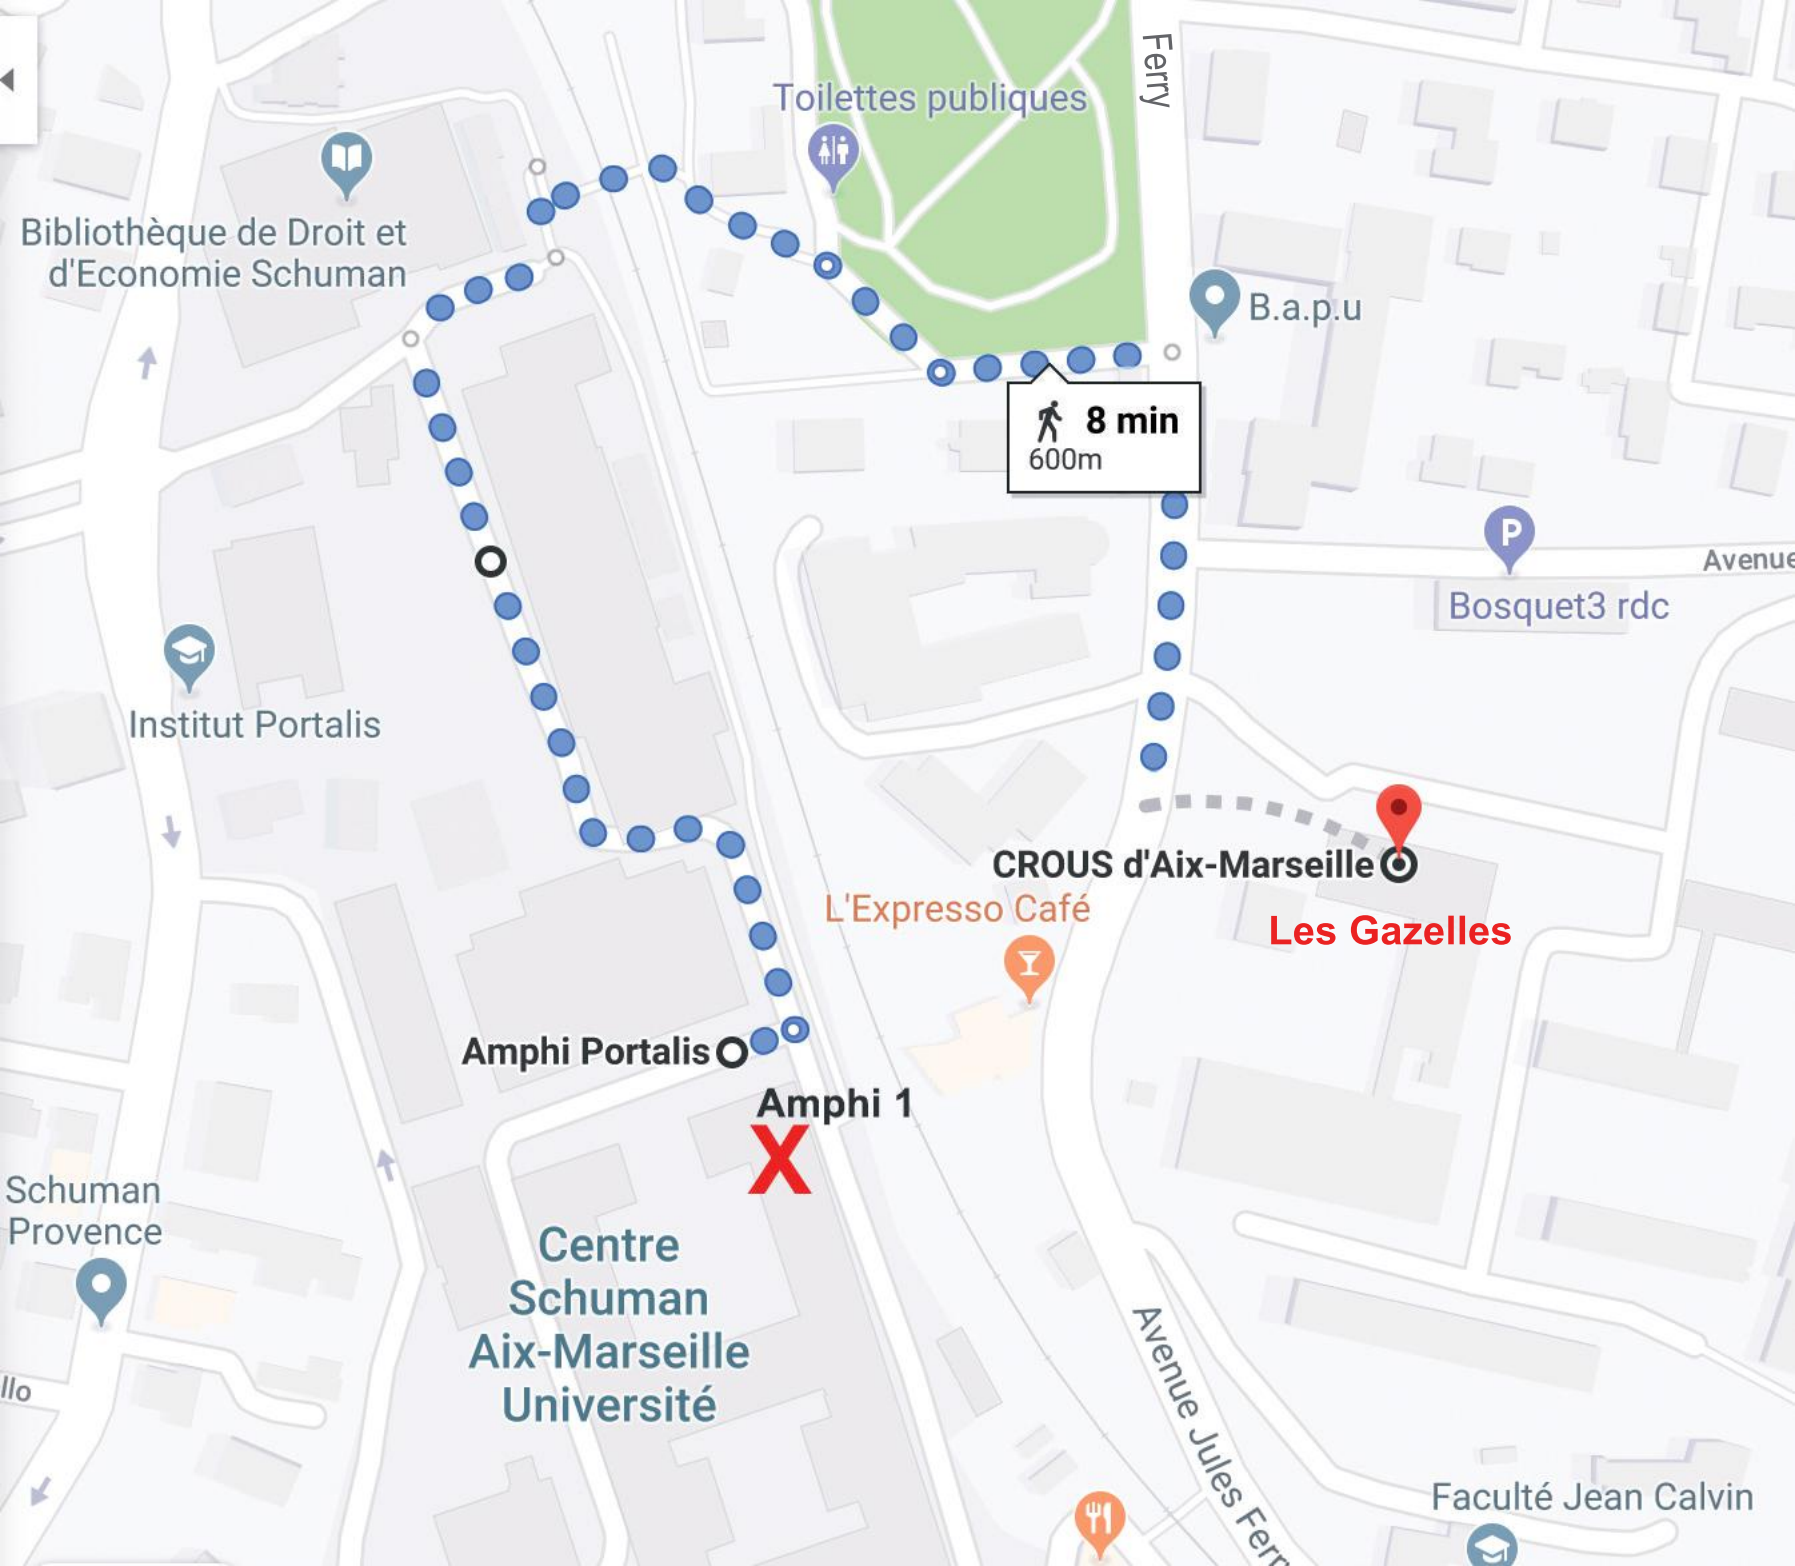 Ferry
Toilettes publiques
Bibliothèque de Droit et
d'Economie Schuman
B.a.p.u
8 min
600m
P
Avenue
Bosquet3 rdc
Institut Portalis
CROUS d'Aix-Marseille
L'Expresso Café
Les Gazelles
Amphi Portalis
Amphi 1
X
Schuman
Provence
Centre
Schuman
Aix-Marseille
Université
llo
Avenue Jules Ferry
Faculté Jean Calvin